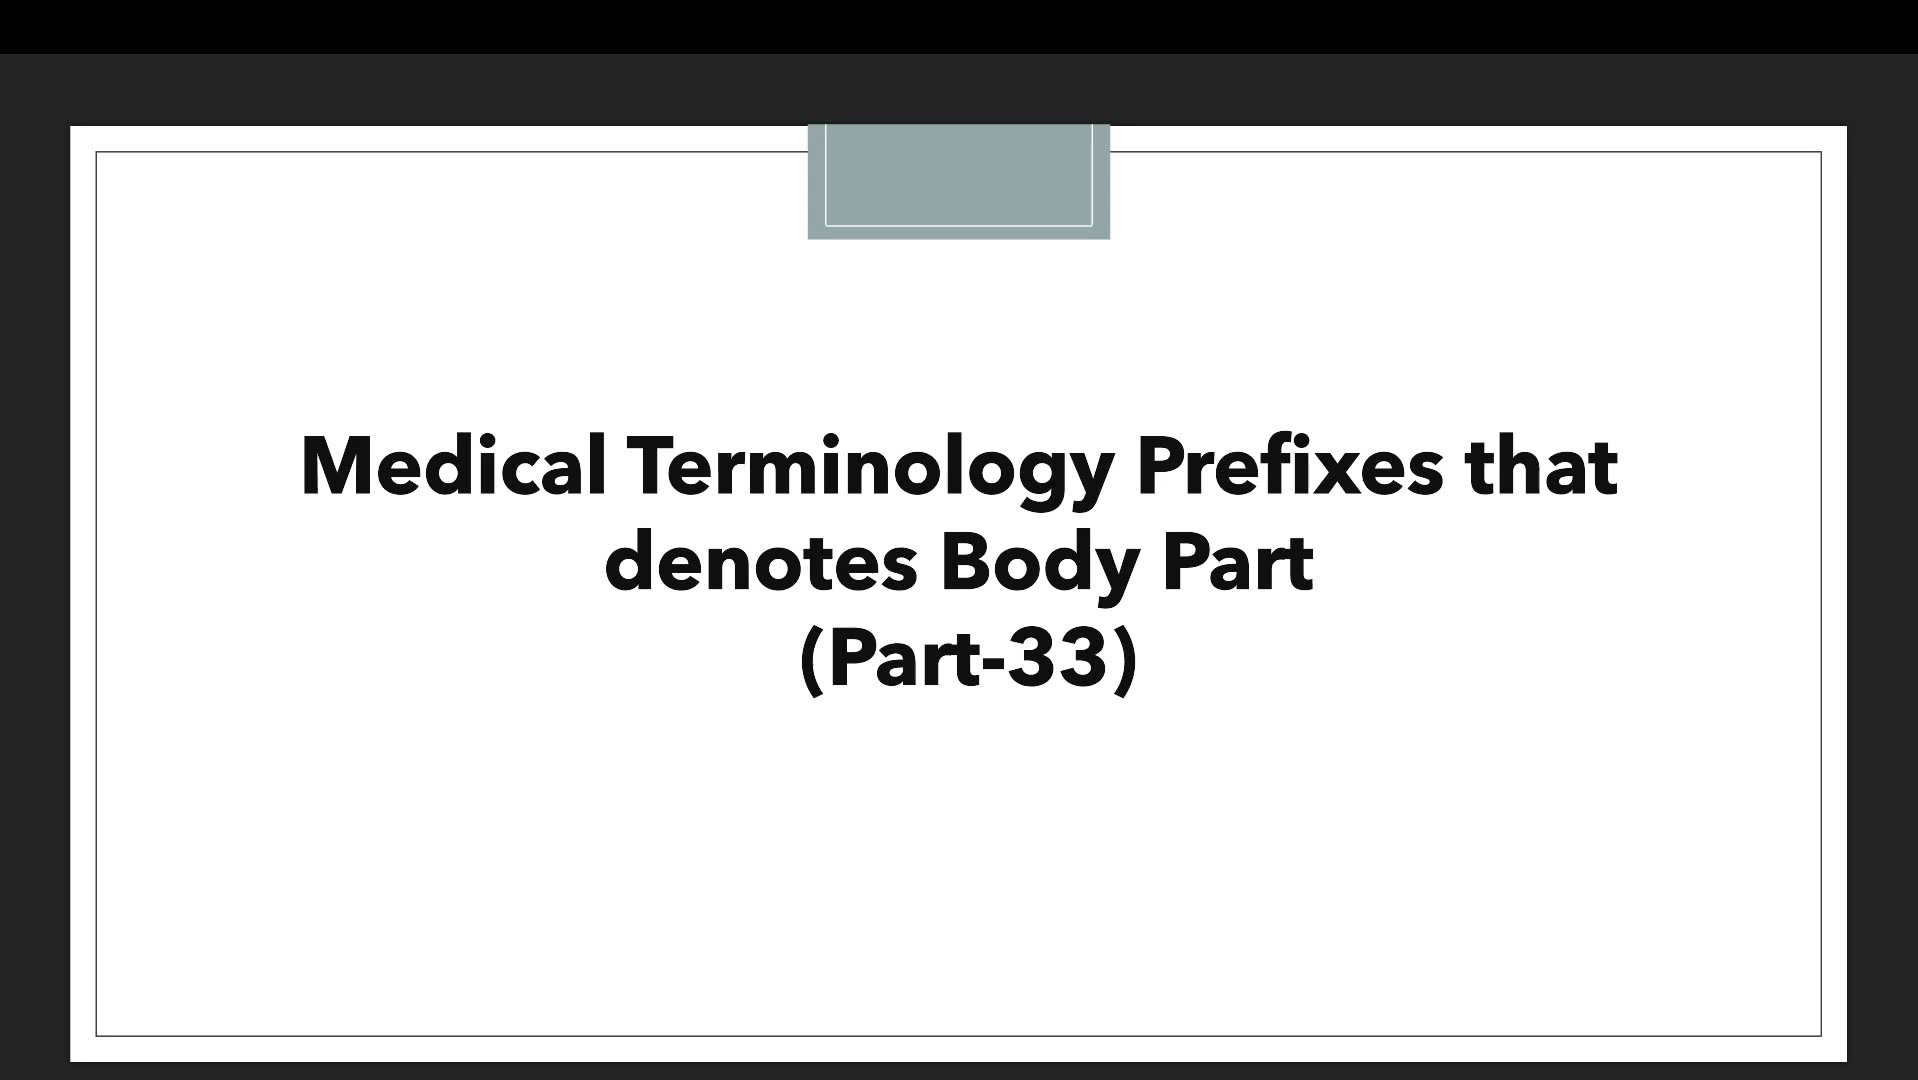 Medical Terminology Prefixes that
denotes Body Part
(Part-33)